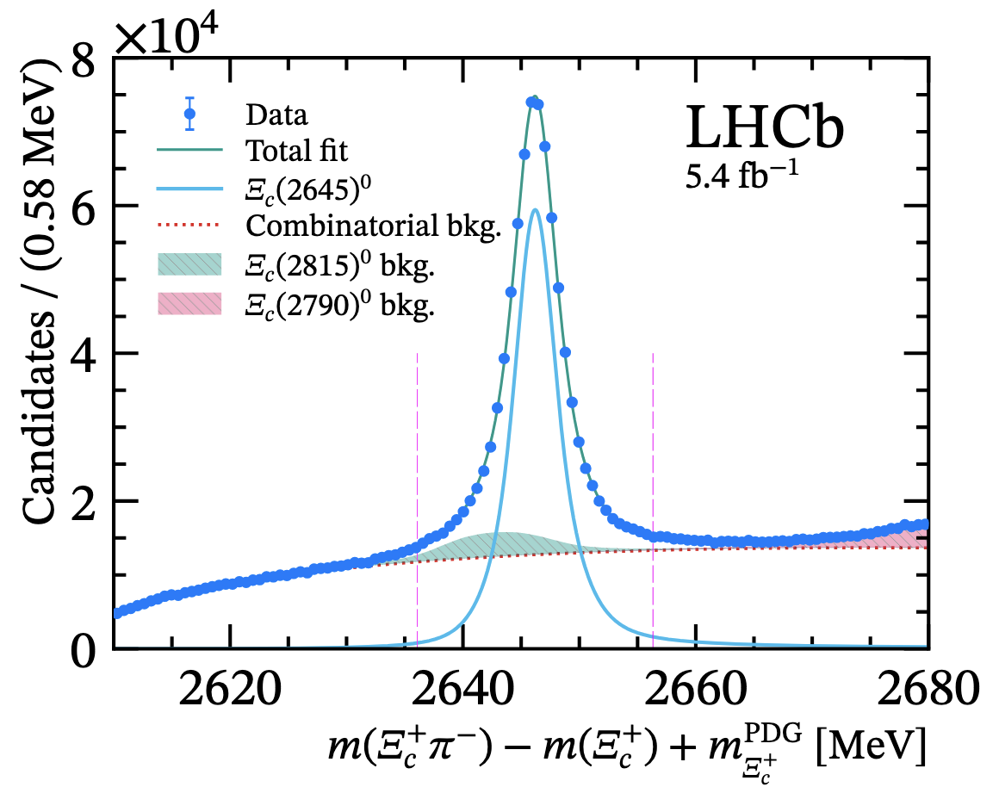 ×10⁴
Candidates / (0.58 MeV)
8
6
4
2
0
Data
Total fit
Ξc(2645)⁰
Combinatorial bkg.
Ξc(2815)⁰ bkg.
Ξc(2790)⁰ bkg.
LHCb
5.4 fb⁻¹
2620 2640 2660 2680
m(Ξc⁺π⁻) − m(Ξc⁺) + m^PDG_Ξc⁺ [MeV]